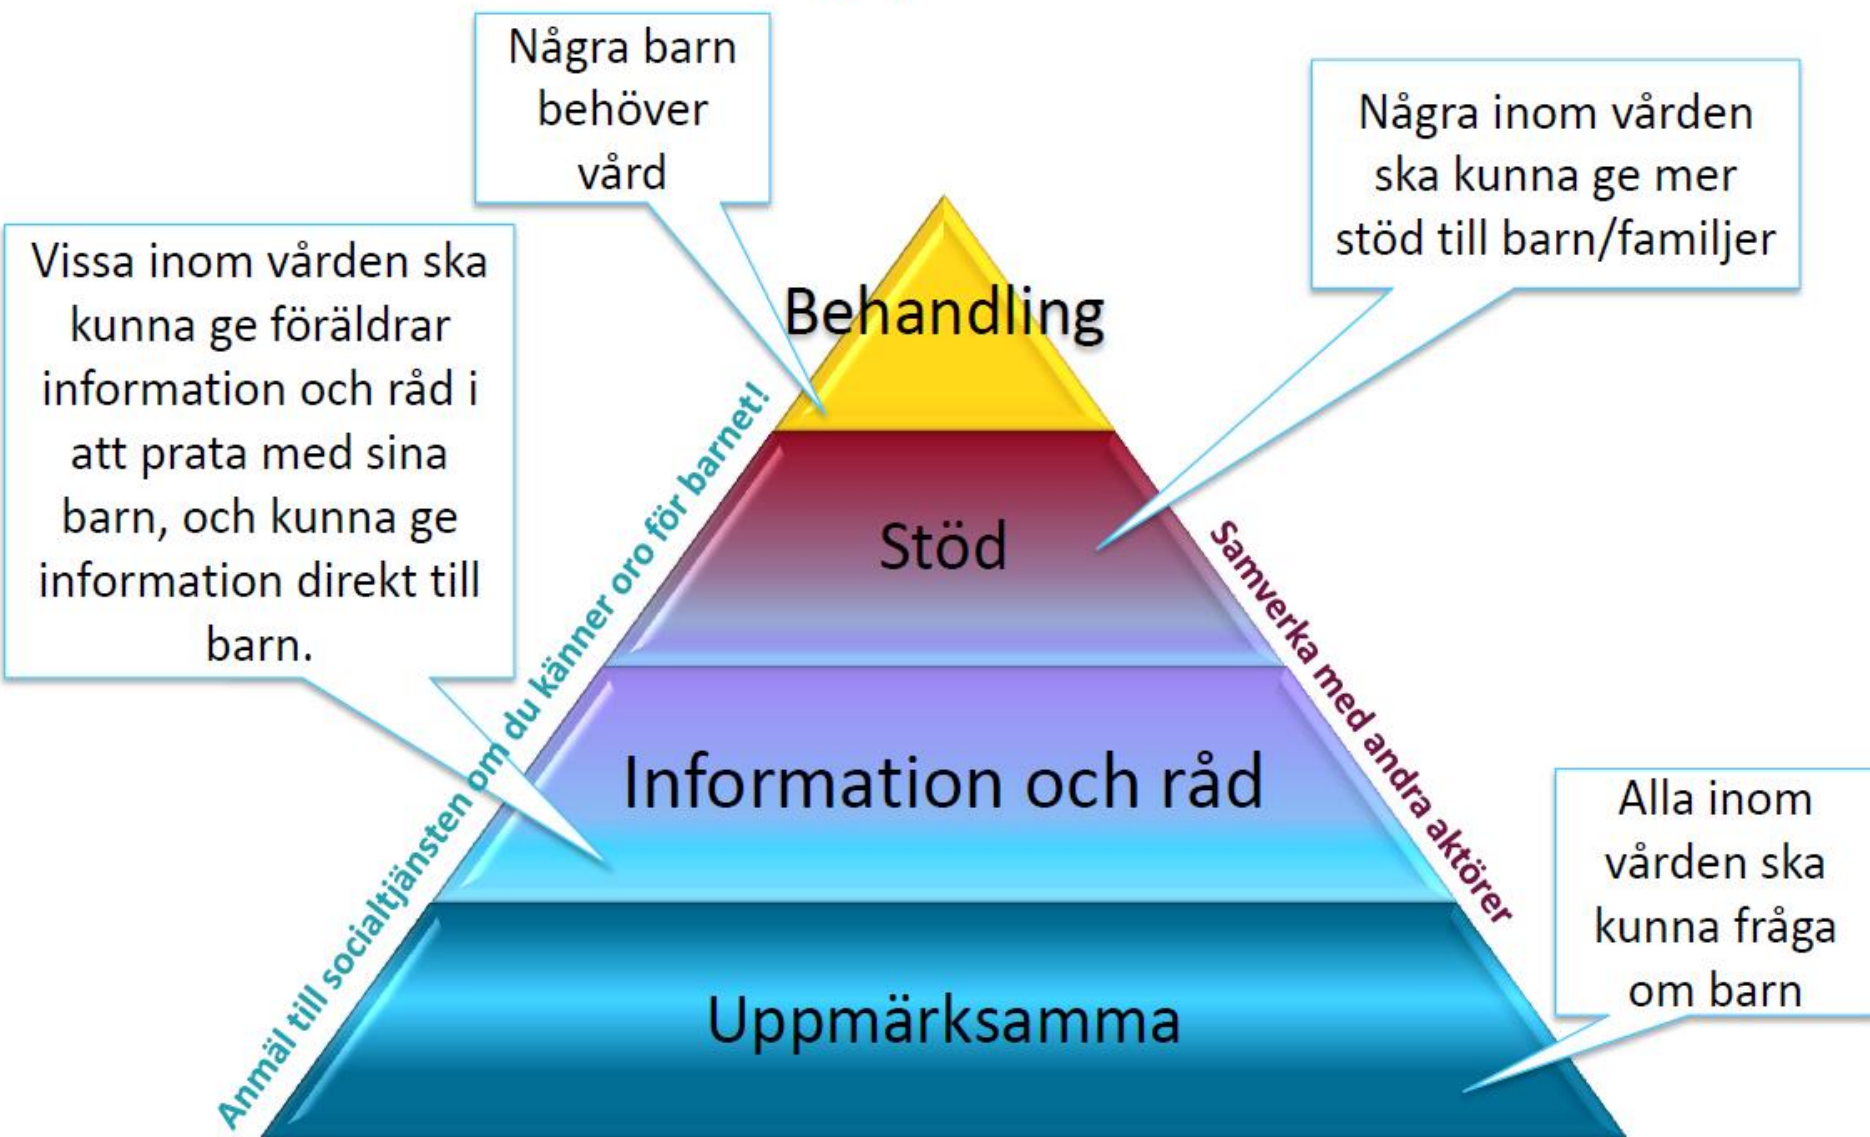 Några barn
behöver
vård
Några inom vården
ska kunna ge mer
stöd till barn/familjer
Vissa inom vården ska
kunna ge föräldrar
information och råd i
att prata med sina
barn, och kunna ge
information direkt till
barn.
Behandling
Stöd
Information och råd
Uppmärksamma
Anmäl till socialtjänsten om du känner oro för barnet!
Samverka med andra aktörer
Alla inom
vården ska
kunna fråga
om barn